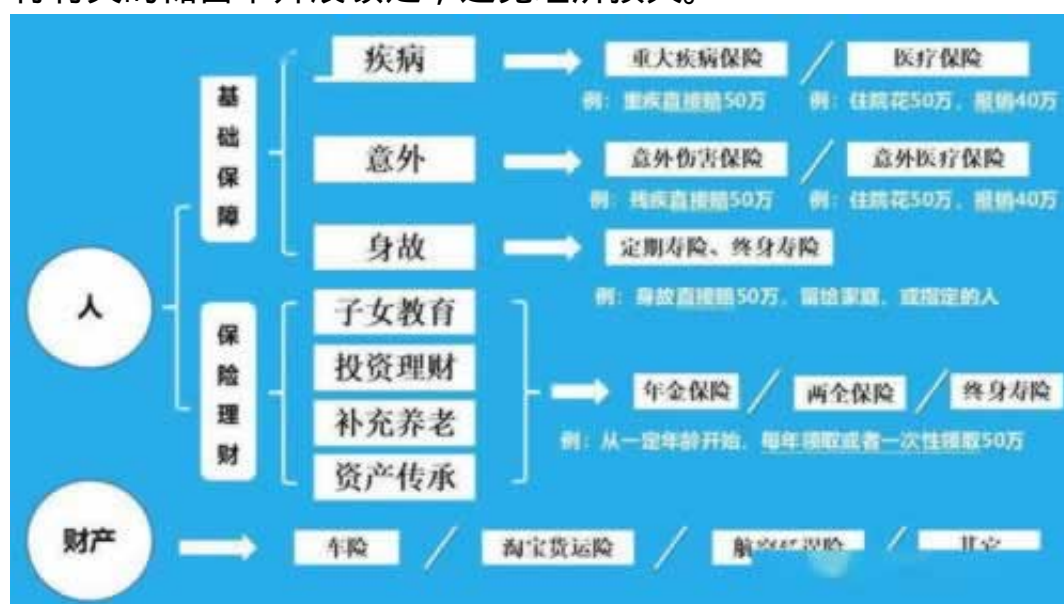 疾病
重大疾病保险
医疗保险
例：重疾直接赔50万
例：住院花50万，报销40万
基础保障
意外
意外伤害保险
意外医疗保险
例：残疾直接赔50万
例：住院花50万，报销40万
身故
定期寿险、终身寿险
例：身故直接赔50万，留给家庭，或指定的人
人
保险理财
子女教育
投资理财
补充养老
资产传承
年金保险
两全保险
终身寿险
例：从一定年龄开始，每年领取或者一次性领取50万
财产
车险
淘宝货运险